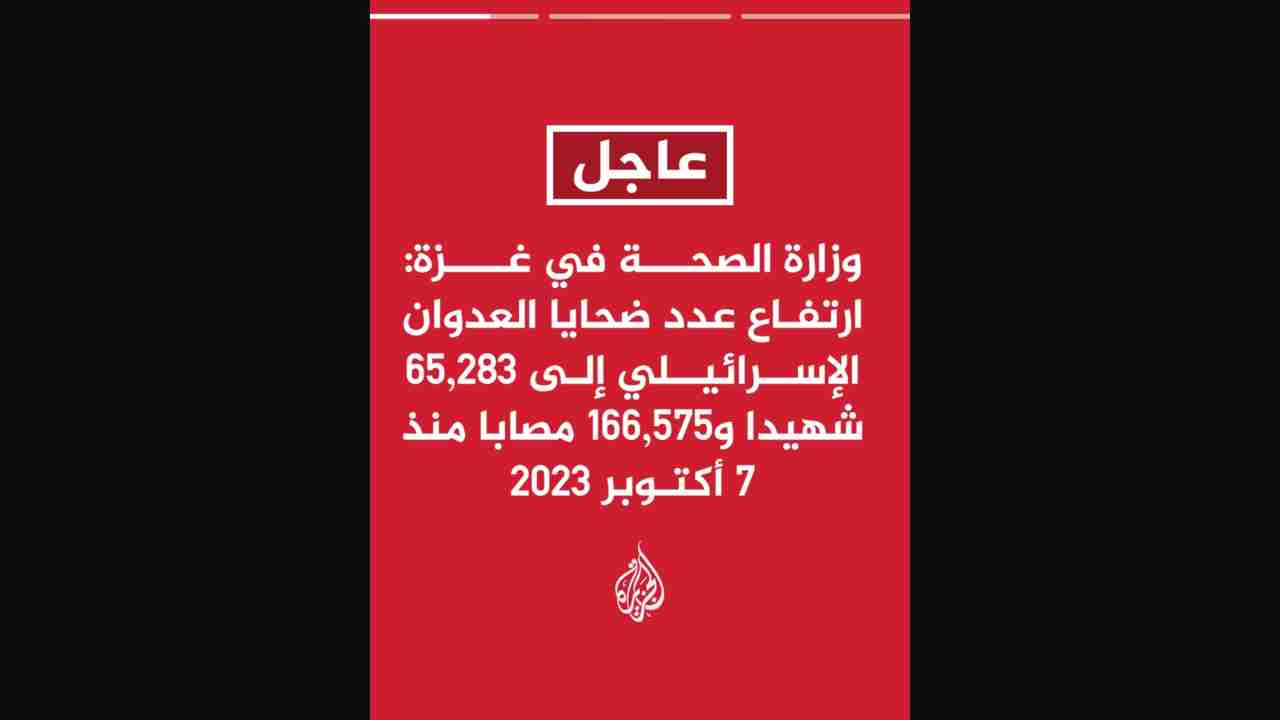 عاجل
وزارة الصحة في غزة:
ارتفاع عدد ضحايا العدوان
الإسرائيلي إلى 65,283
شهيدا و166,575 مصابا منذ
7 أكتوبر 2023
الجزيرة